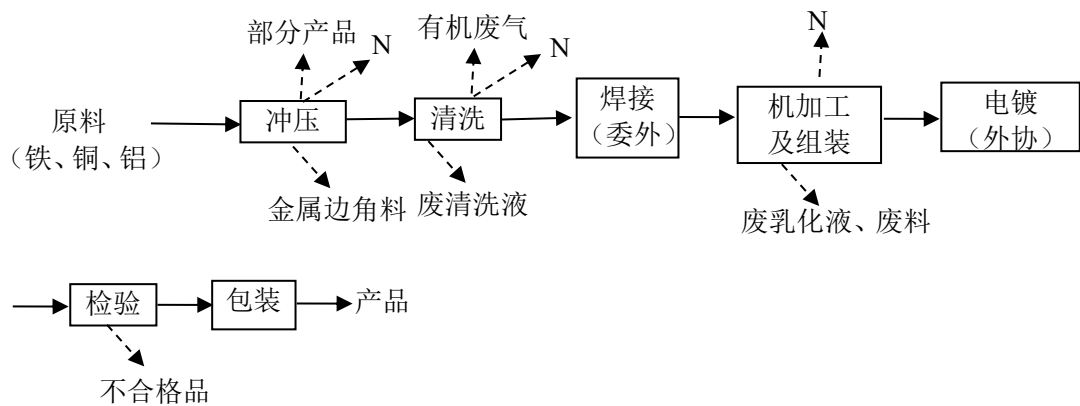 部分产品
N
有机废气
N
N
原料
（铁、铜、铝）
冲压
清洗
焊接
（委外）
机加工
及组装
电镀
（外协）
金属边角料
废清洗液
废乳化液、废料
检验
包装
产品
不合格品